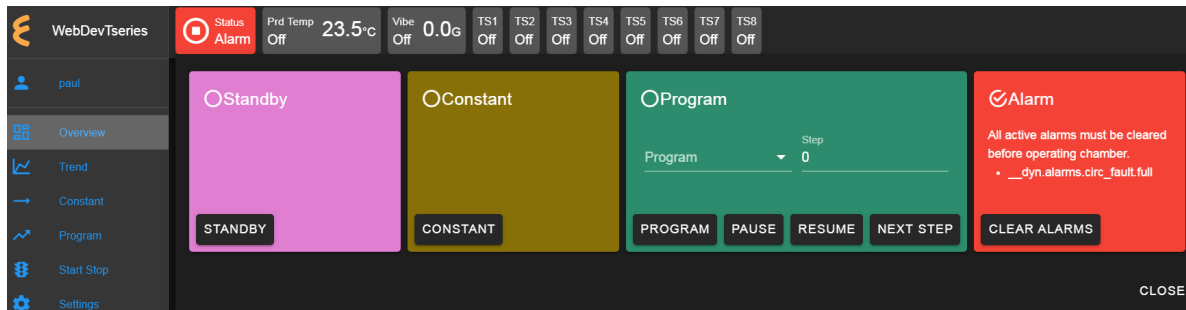 WebDevTseries
Status
Alarm
Prd Temp
Off
23.5°C
Vibe
Off
0.0G
TS1
Off
TS2
Off
TS3
Off
TS4
Off
TS5
Off
TS6
Off
TS7
Off
TS8
Off
paul
Overview
Trend
Constant
Program
Start Stop
Settings
Standby
STANDBY
Constant
CONSTANT
Program
Program
Step
0
PROGRAM
PAUSE
RESUME
NEXT STEP
Alarm
All active alarms must be cleared
before operating chamber.
• __dyn.alarms.circ_fault.full
CLEAR ALARMS
CLOSE